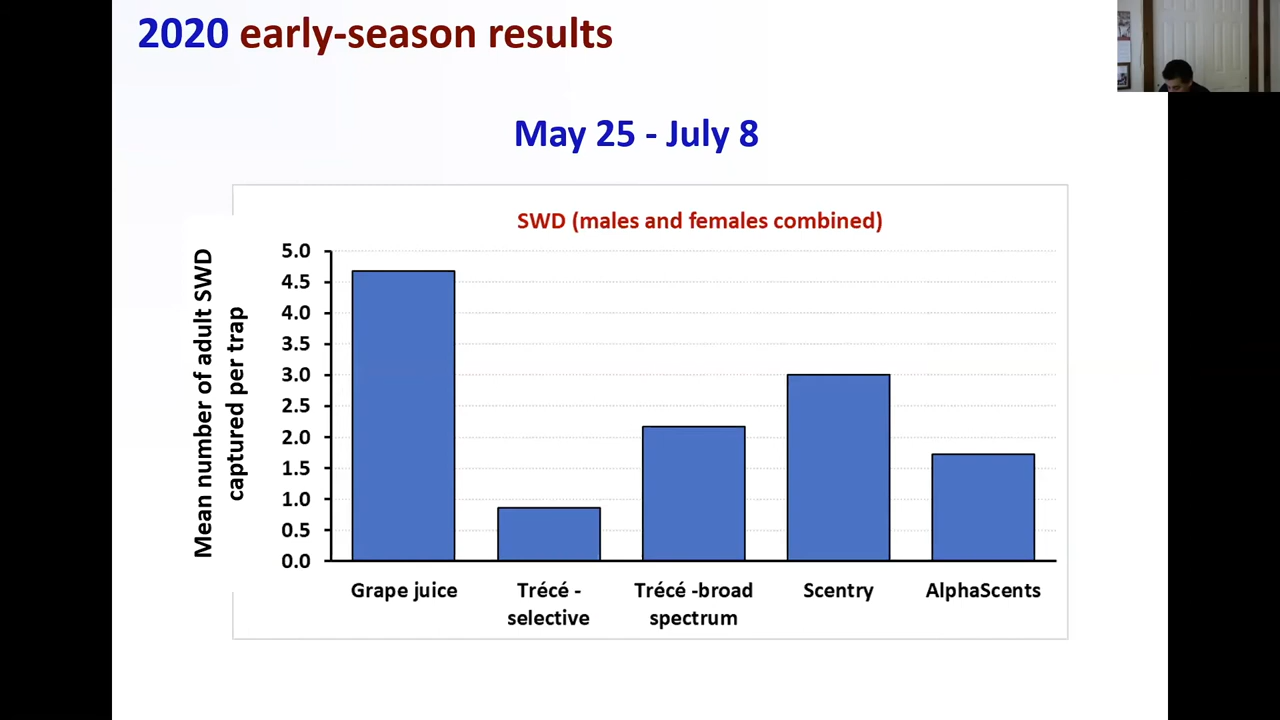 2020 early-season results
May 25 - July 8
SWD (males and females combined)
Mean number of adult SWD
captured per trap
5.0
4.5
4.0
3.5
3.0
2.5
2.0
1.5
1.0
0.5
0.0
Grape juice
Trécé -
selective
Trécé -broad
spectrum
Scentry
AlphaScents